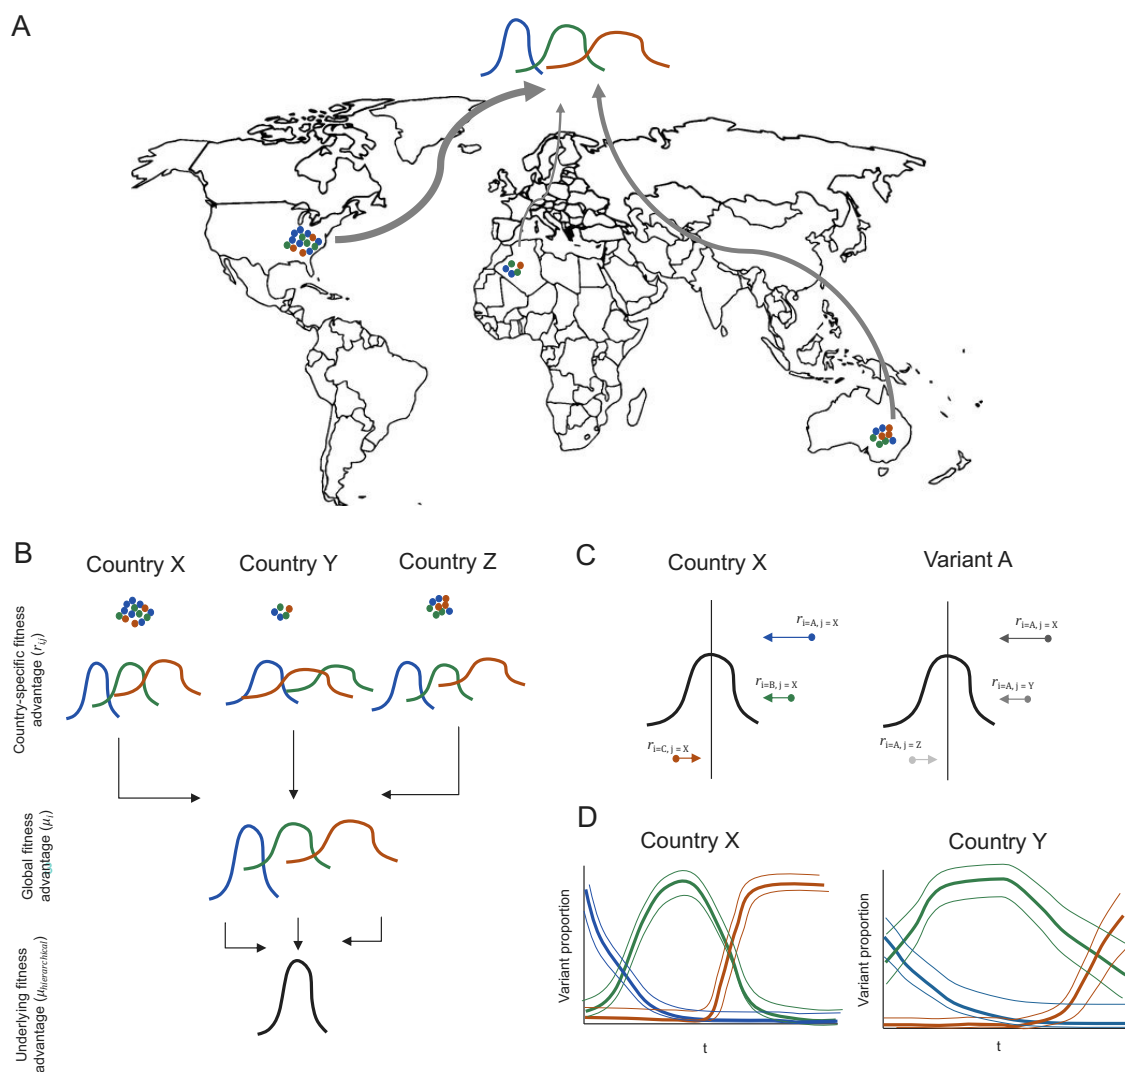 A
B
Country X
Country Y
Country Z
Country-specific fitness
advantage (r_ij)
Global fitness
advantage (μ_i)
Underlying fitness
advantage (μ_hierarchical)
C
Country X
Variant A
r_i=A, j = X
r_i=B, j = X
r_i=C, j = X
r_i=A, j = X
r_i=A, j = Y
r_i=A, j = Z
D
Country X
Country Y
Variant proportion
t
Variant proportion
t